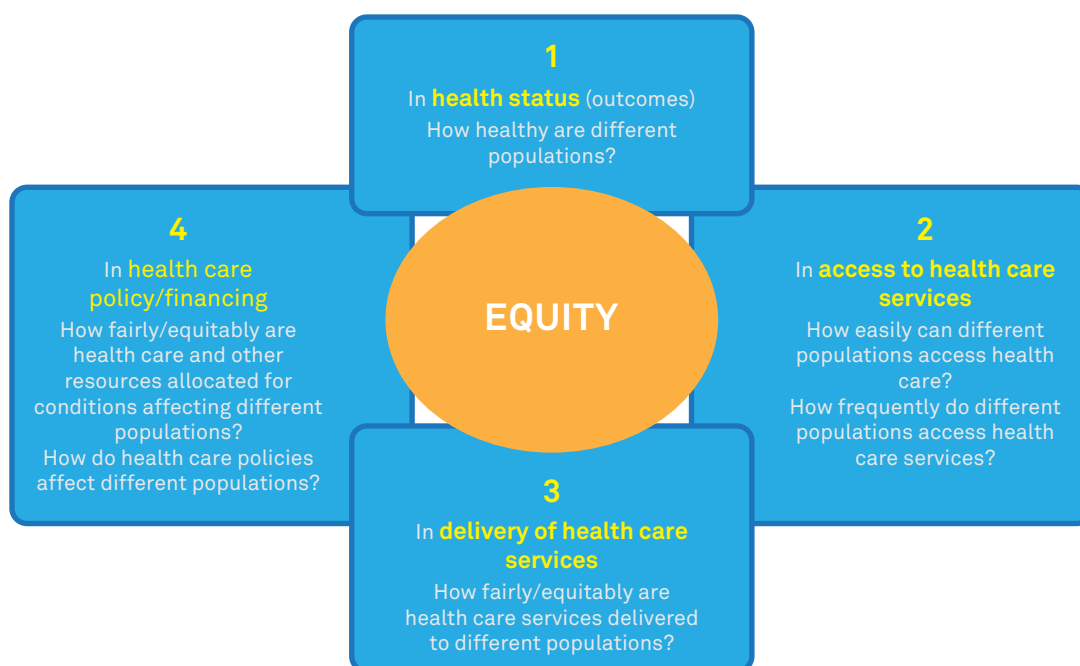 1
In health status (outcomes)
How healthy are different
populations?
EQUITY
2
In access to health care
services
How easily can different
populations access health
care?
How frequently do different
populations access health
care services?
3
In delivery of health care
services
How fairly/equitably are
health care services delivered
to different populations?
4
In health care
policy/financing
How fairly/equitably are
health care and other
resources allocated for
conditions affecting different
populations?
How do health care policies
affect different populations?